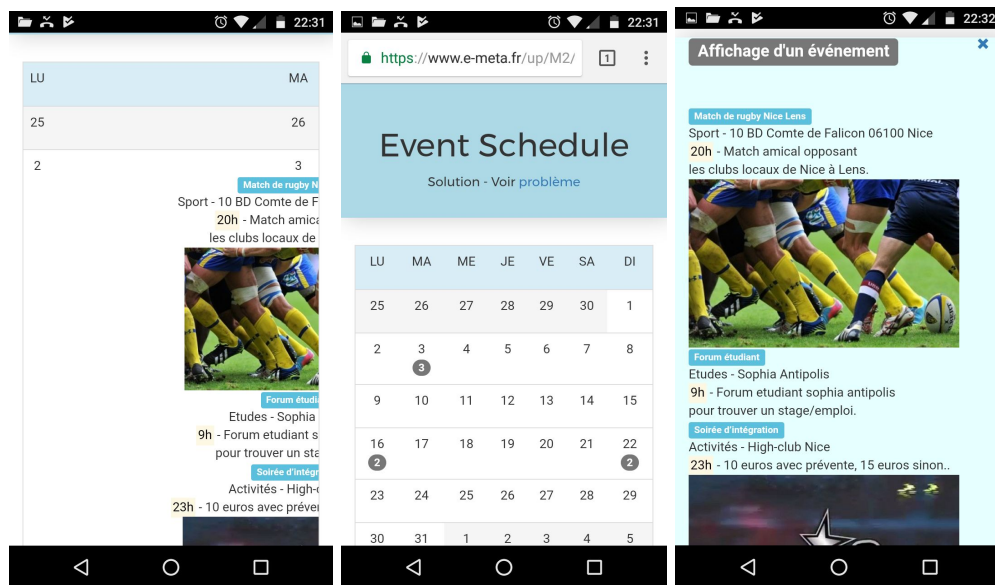 22:31
LU MA
25 26
2 3
Match de rugby N
Sport - 10 BD Comte de F
20h - Match amica
les clubs locaux de
Forum étudia
Etudes - Sophia
9h - Forum etudiant s
pour trouver un sta
Soirée d'intégr
Activités - High-c
23h - 10 euros avec préven
22:31
https://www.e-meta.fr/up/M2/ 1
Event Schedule
Solution - Voir problème
LU MA ME JE VE SA DI
25 26 27 28 29 30 1
2 3 4 5 6 7 8
3
9 10 11 12 13 14 15
16 17 18 19 20 21 22
2 2
23 24 25 26 27 28 29
30 31 1 2 3 4 5
22:32
Affichage d'un événement
Match de rugby Nice Lens
Sport - 10 BD Comte de Falicon 06100 Nice
20h - Match amical opposant
les clubs locaux de Nice à Lens.
Forum étudiant
Etudes - Sophia Antipolis
9h - Forum etudiant sophia antipolis
pour trouver un stage/emploi.
Soirée d'intégration
Activités - High-club Nice
23h - 10 euros avec prévente, 15 euros sinon..